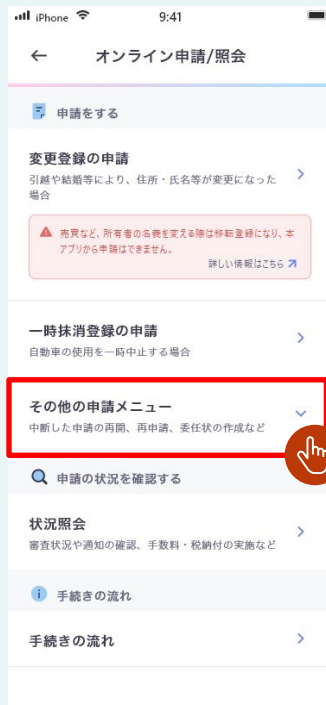 iPhone 9:41
オンライン申請/照会
申請をする
変更登録の申請
引越や結婚等により、住所・氏名等が変更になった
場合
売買など、所有者の名義を変える際は移転登録になり、本
アプリから申請はできません。
詳しい情報はこちら
一時抹消登録の申請
自動車の使用を一時中止する場合
その他の申請メニュー
中断した申請の再開、再申請、委任状の作成など
申請の状況を確認する
状況照会
審査状況や通知の確認、手数料・税納付の実施など
手続きの流れ
手続きの流れ